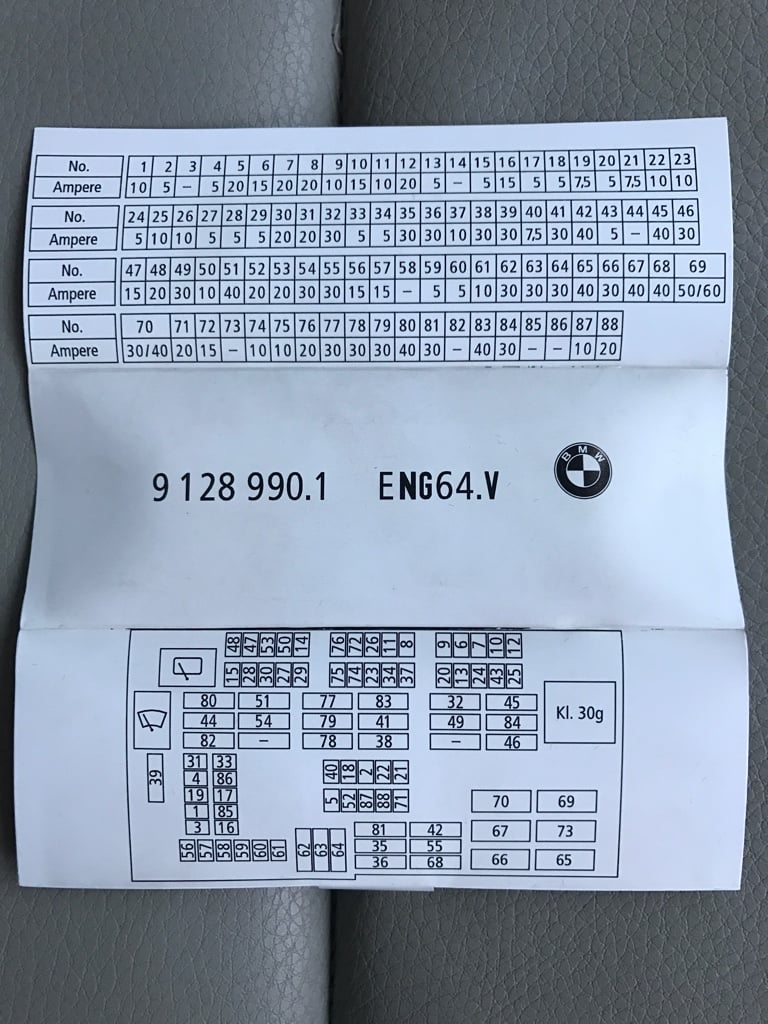 No. 1 2 3 4 5 6 7 8 9 10 11 12 13 14 15 16 17 18 19 20 21 22 23
Ampere 10 5 – 5 20 15 20 20 10 15 10 20 5 – 5 15 5 5 7,5 5 7,5 10 10
No. 24 25 26 27 28 29 30 31 32 33 34 35 36 37 38 39 40 41 42 43 44 45 46
Ampere 5 10 10 5 5 5 20 20 30 5 5 30 30 10 30 30 7,5 30 40 5 – 40 30
No. 47 48 49 50 51 52 53 54 55 56 57 58 59 60 61 62 63 64 65 66 67 68 69
Ampere 15 20 30 10 40 20 20 30 30 15 15 – 5 5 10 30 30 30 40 30 40 40 50/60
No. 70 71 72 73 74 75 76 77 78 79 80 81 82 83 84 85 86 87 88
Ampere 30/40 20 15 – 10 10 20 30 30 30 40 30 – 40 30 – – 10 20
9 128 990.1 ENG64.V BMW
48 47 53 50 14 76 72 26 11 8 9 6 7 10 12
15 28 30 27 29 75 74 23 34 37 20 13 24 43 25
80 51 77 83 32 45
44 54 79 41 49 84
82 – 78 38 – 46
Kl. 30g
39
31 33
4 86
19 17
1 85
3 16
40 18 2 22 21
5 52 87 88 71
56 57 58 59 60 61
62 63 64
81 42
35 55
36 68
70 69
67 73
66 65